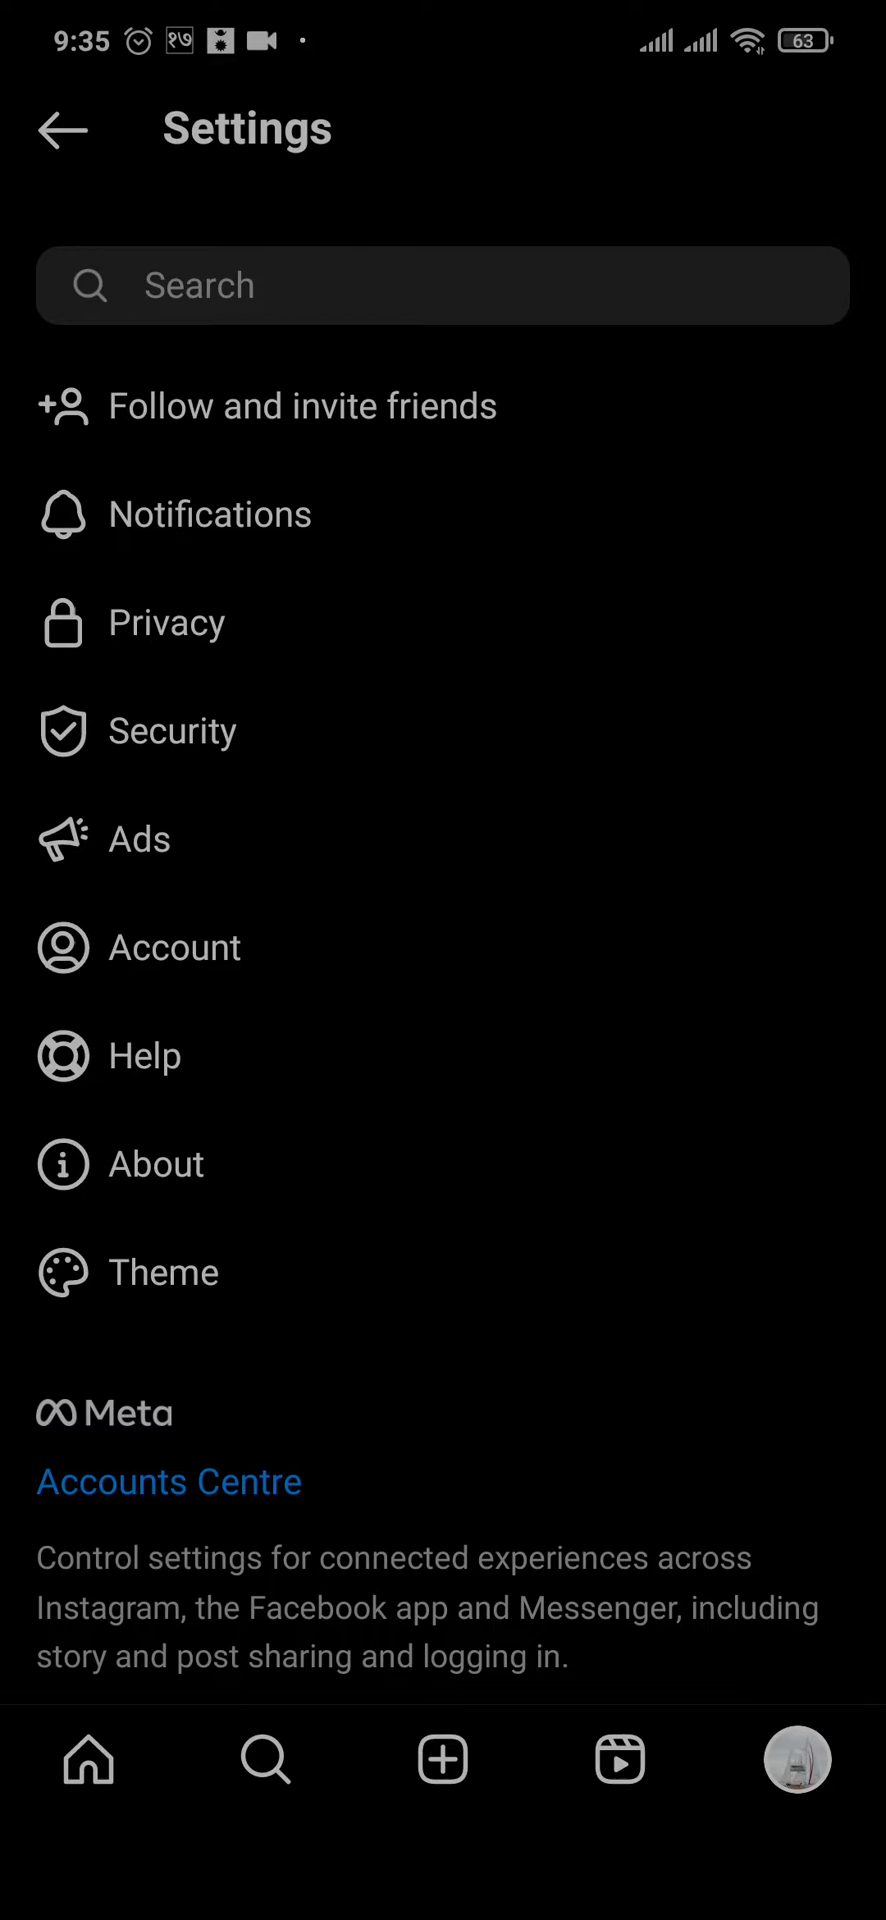 9:35 १७ 63
Settings
Search
Follow and invite friends
Notifications
Privacy
Security
Ads
Account
Help
About
Theme
Meta
Accounts Centre
Control settings for connected experiences across
Instagram, the Facebook app and Messenger, including
story and post sharing and logging in.